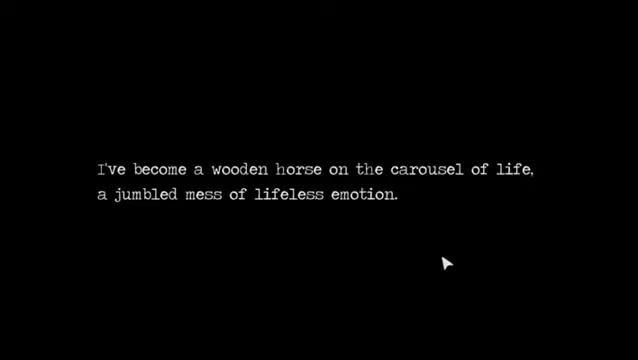 I've become a wooden horse on the carousel of life,
a jumbled mess of lifeless emotion.